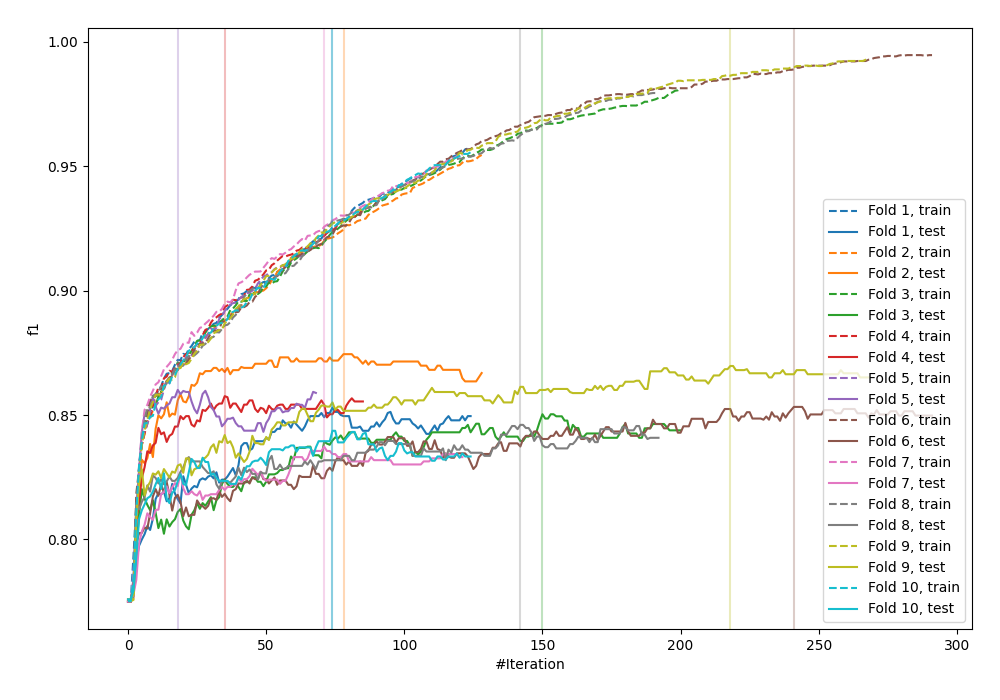 1.00
0.95
0.90
0.85
0.80
f1
0
50
100
150
200
250
300
#Iteration
Fold 1, train
Fold 1, test
Fold 2, train
Fold 2, test
Fold 3, train
Fold 3, test
Fold 4, train
Fold 4, test
Fold 5, train
Fold 5, test
Fold 6, train
Fold 6, test
Fold 7, train
Fold 7, test
Fold 8, train
Fold 8, test
Fold 9, train
Fold 9, test
Fold 10, train
Fold 10, test